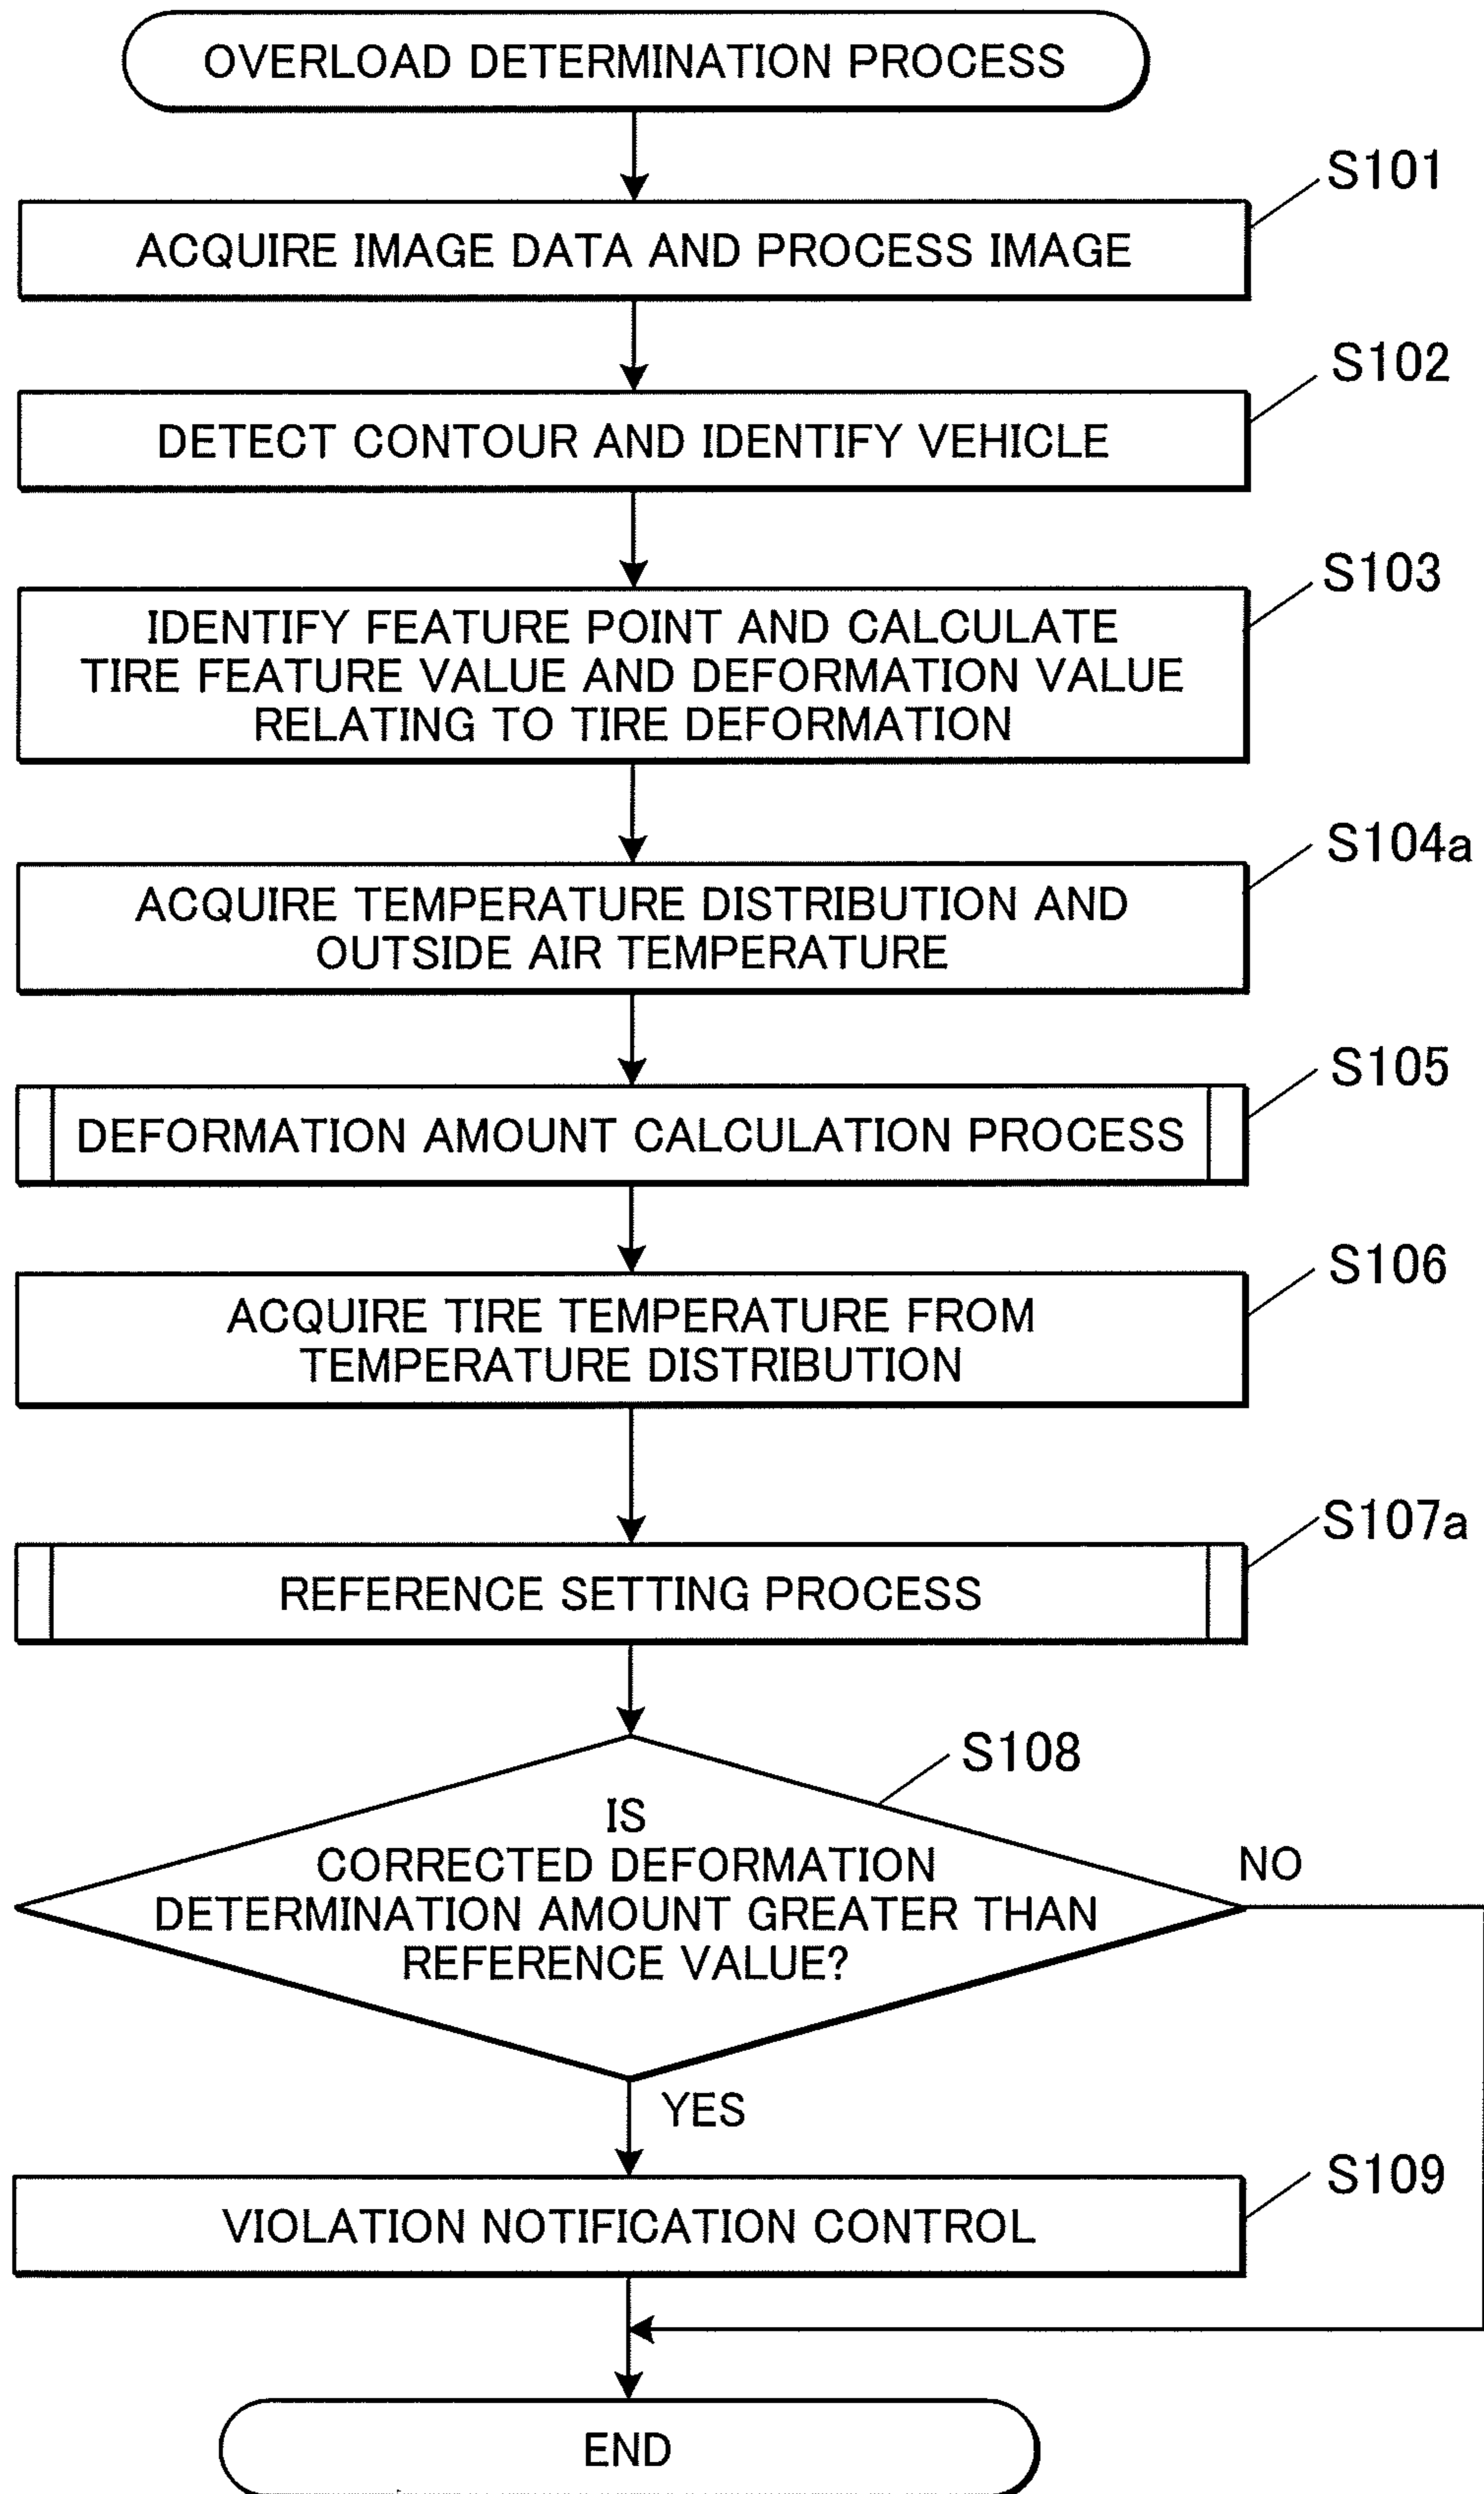 OVERLOAD DETERMINATION PROCESS
S101
ACQUIRE IMAGE DATA AND PROCESS IMAGE
S102
DETECT CONTOUR AND IDENTIFY VEHICLE
S103
IDENTIFY FEATURE POINT AND CALCULATE
TIRE FEATURE VALUE AND DEFORMATION VALUE
RELATING TO TIRE DEFORMATION
S104a
ACQUIRE TEMPERATURE DISTRIBUTION AND
OUTSIDE AIR TEMPERATURE
S105
DEFORMATION AMOUNT CALCULATION PROCESS
S106
ACQUIRE TIRE TEMPERATURE FROM
TEMPERATURE DISTRIBUTION
S107a
REFERENCE SETTING PROCESS
S108
IS
CORRECTED DEFORMATION
DETERMINATION AMOUNT GREATER THAN
REFERENCE VALUE?
NO
YES
S109
VIOLATION NOTIFICATION CONTROL
END